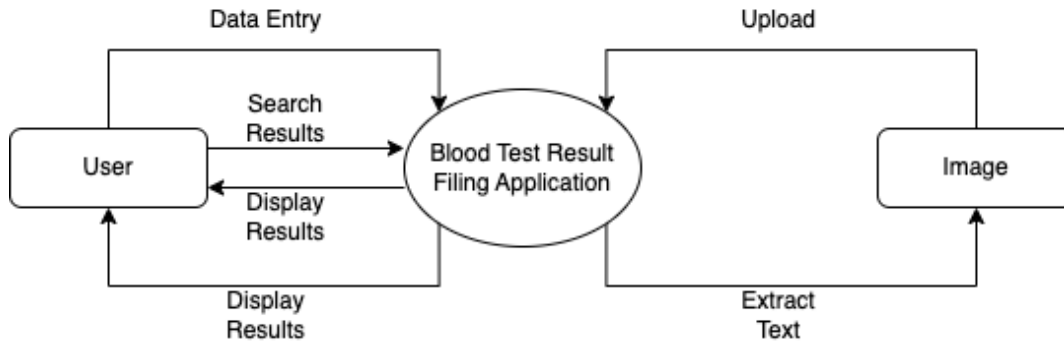 Data Entry
Upload
Search
Results
User
Blood Test Result
Filing Application
Image
Display
Results
Display
Results
Extract
Text